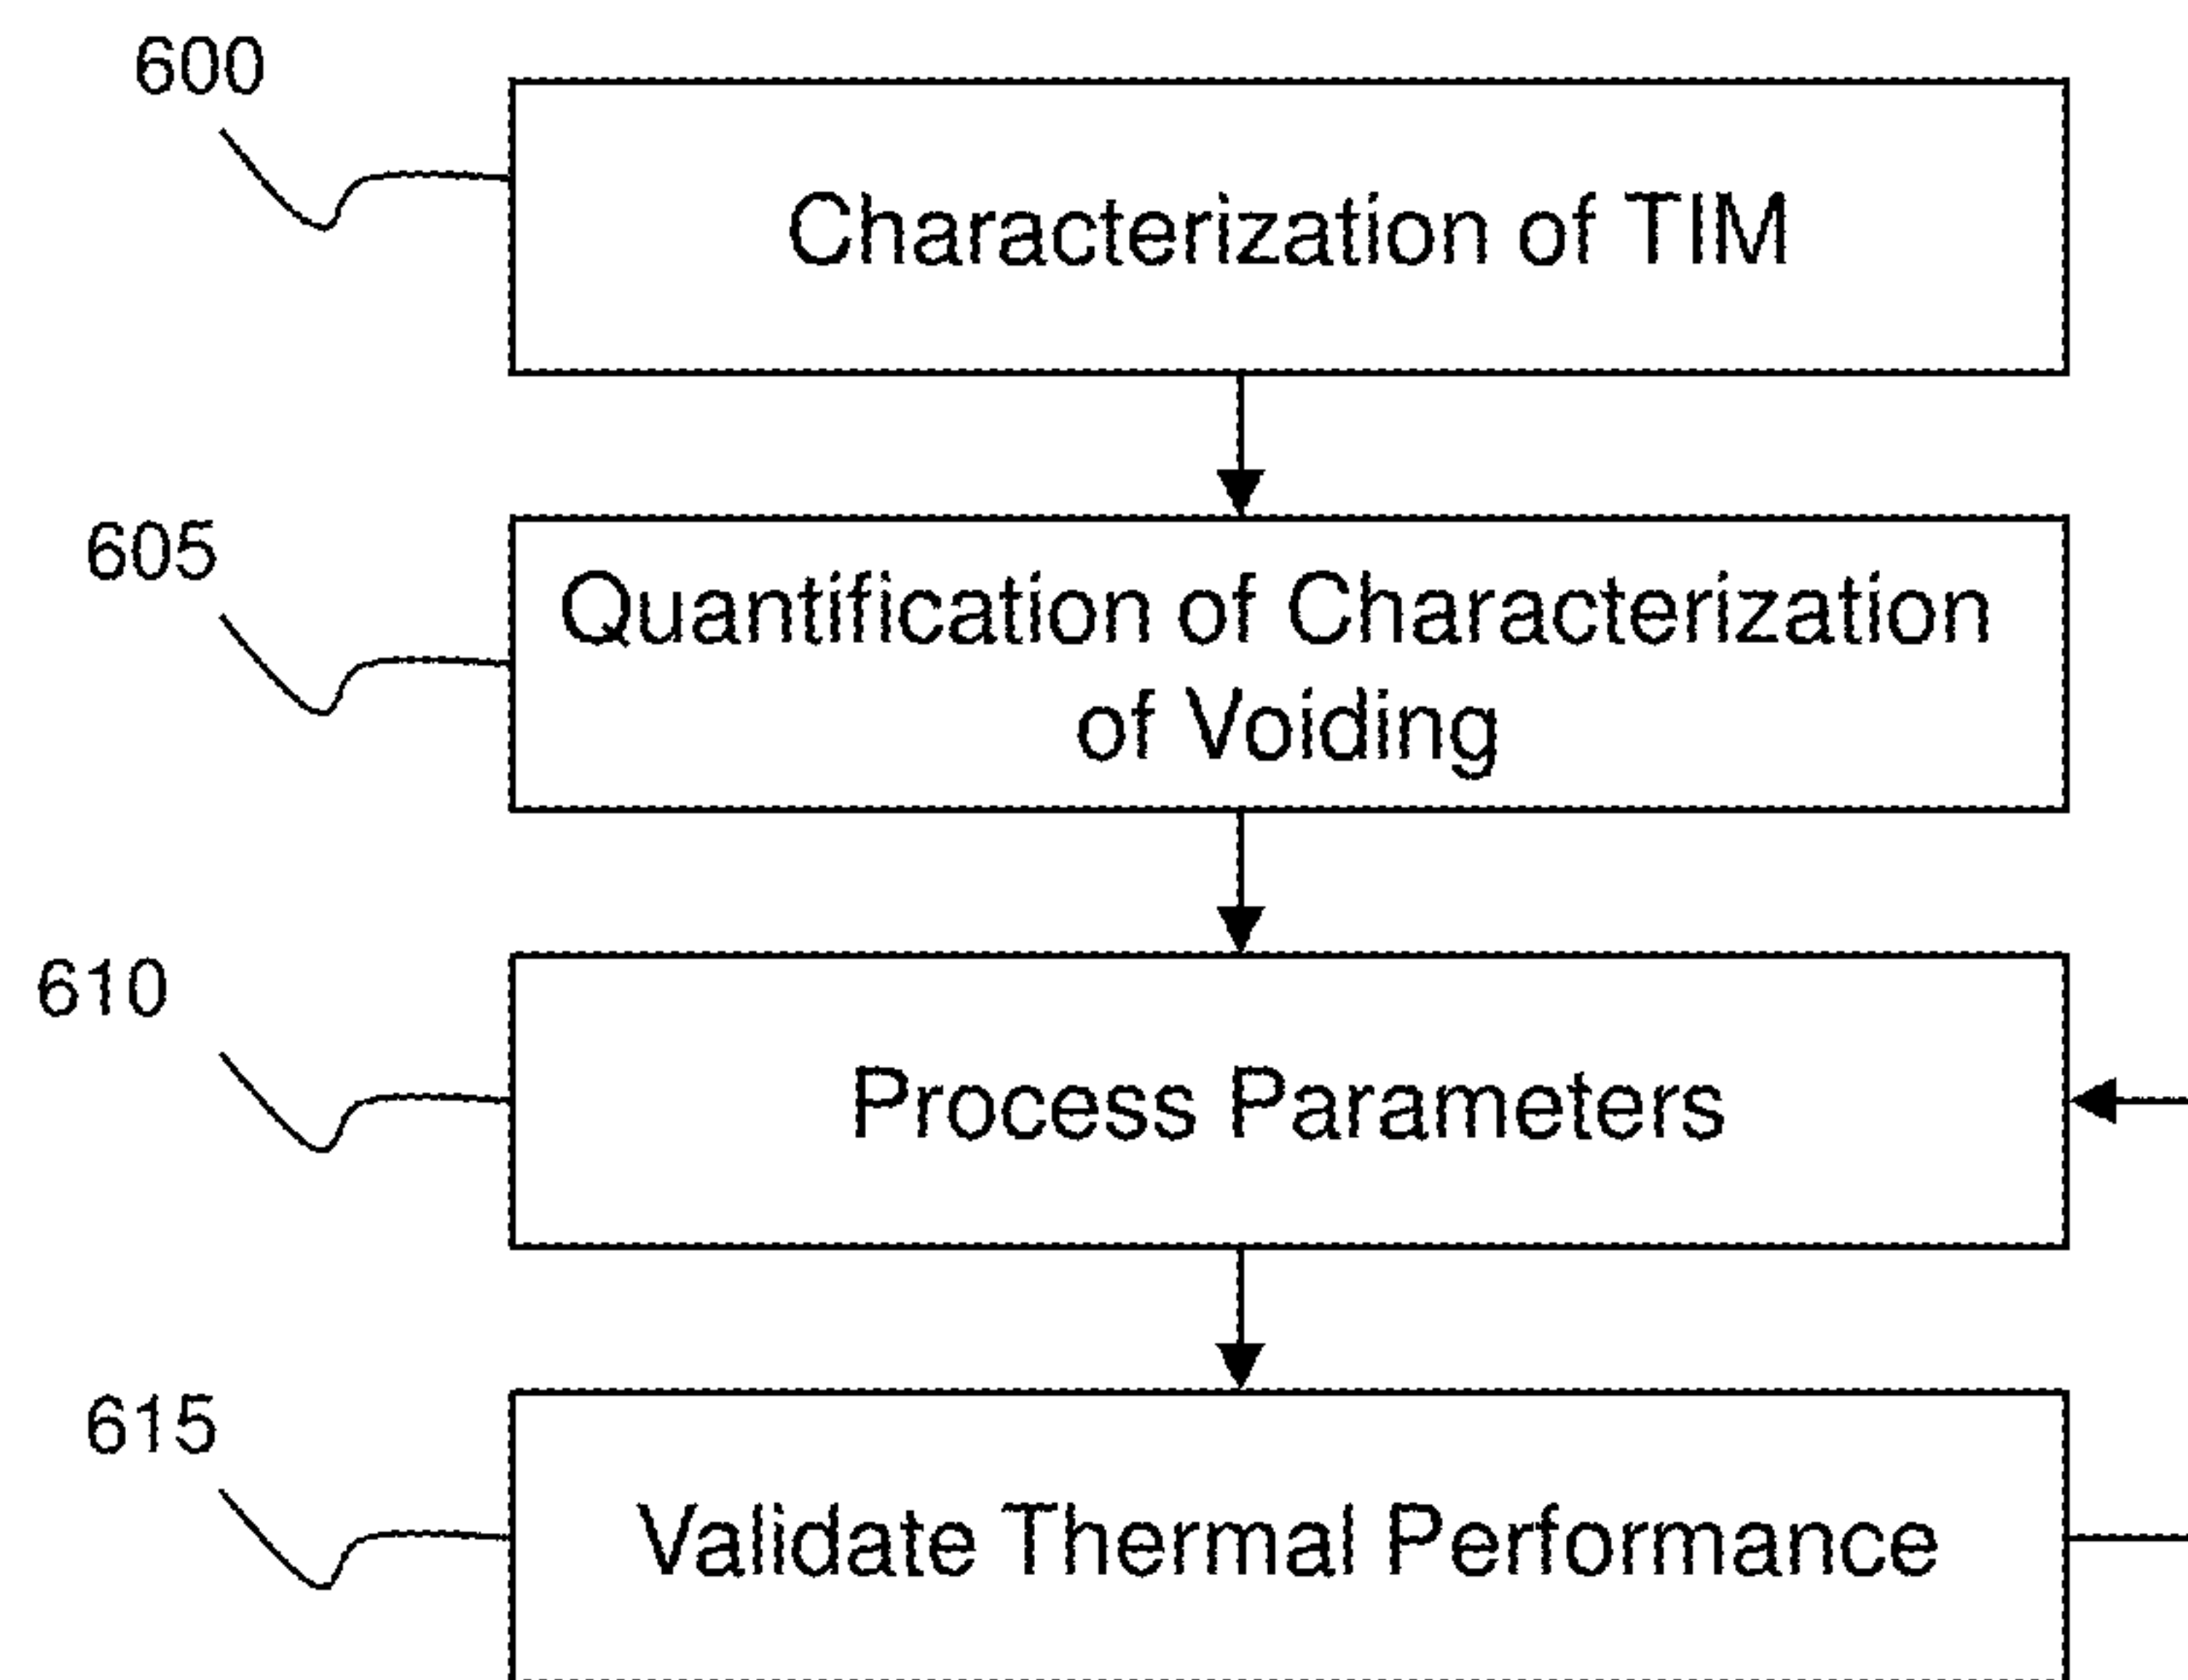 600
Characterization of TIM
605
Quantification of Characterization
of Voiding
610
Process Parameters
615
Validate Thermal Performance